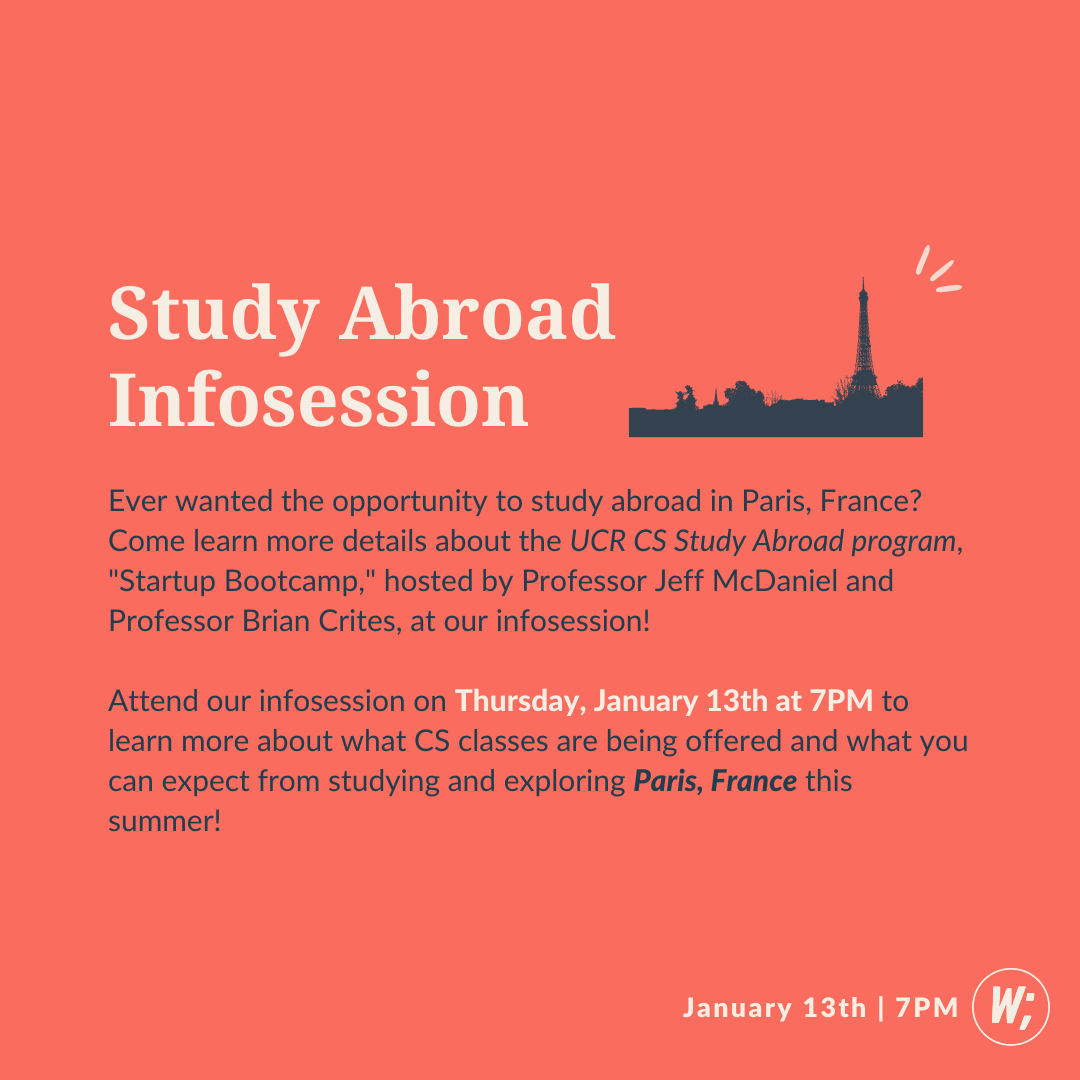 Study Abroad
Infosession
Ever wanted the opportunity to study abroad in Paris, France?
Come learn more details about the UCR CS Study Abroad program,
"Startup Bootcamp," hosted by Professor Jeff McDaniel and
Professor Brian Crites, at our infosession!
Attend our infosession on Thursday, January 13th at 7PM to
learn more about what CS classes are being offered and what you
can expect from studying and exploring Paris, France this
summer!
January 13th | 7PM
W;